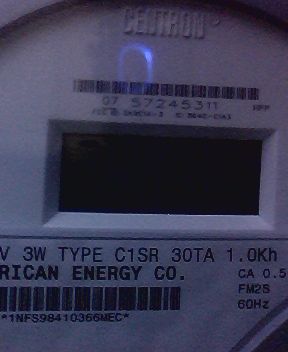 CENTRON
07 57245311
V 3W TYPE C1SR 30TA 1.0Kh
RICAN ENERGY CO.
CA 0.5
FM2S
60Hz
*1NFS98410366MEC*